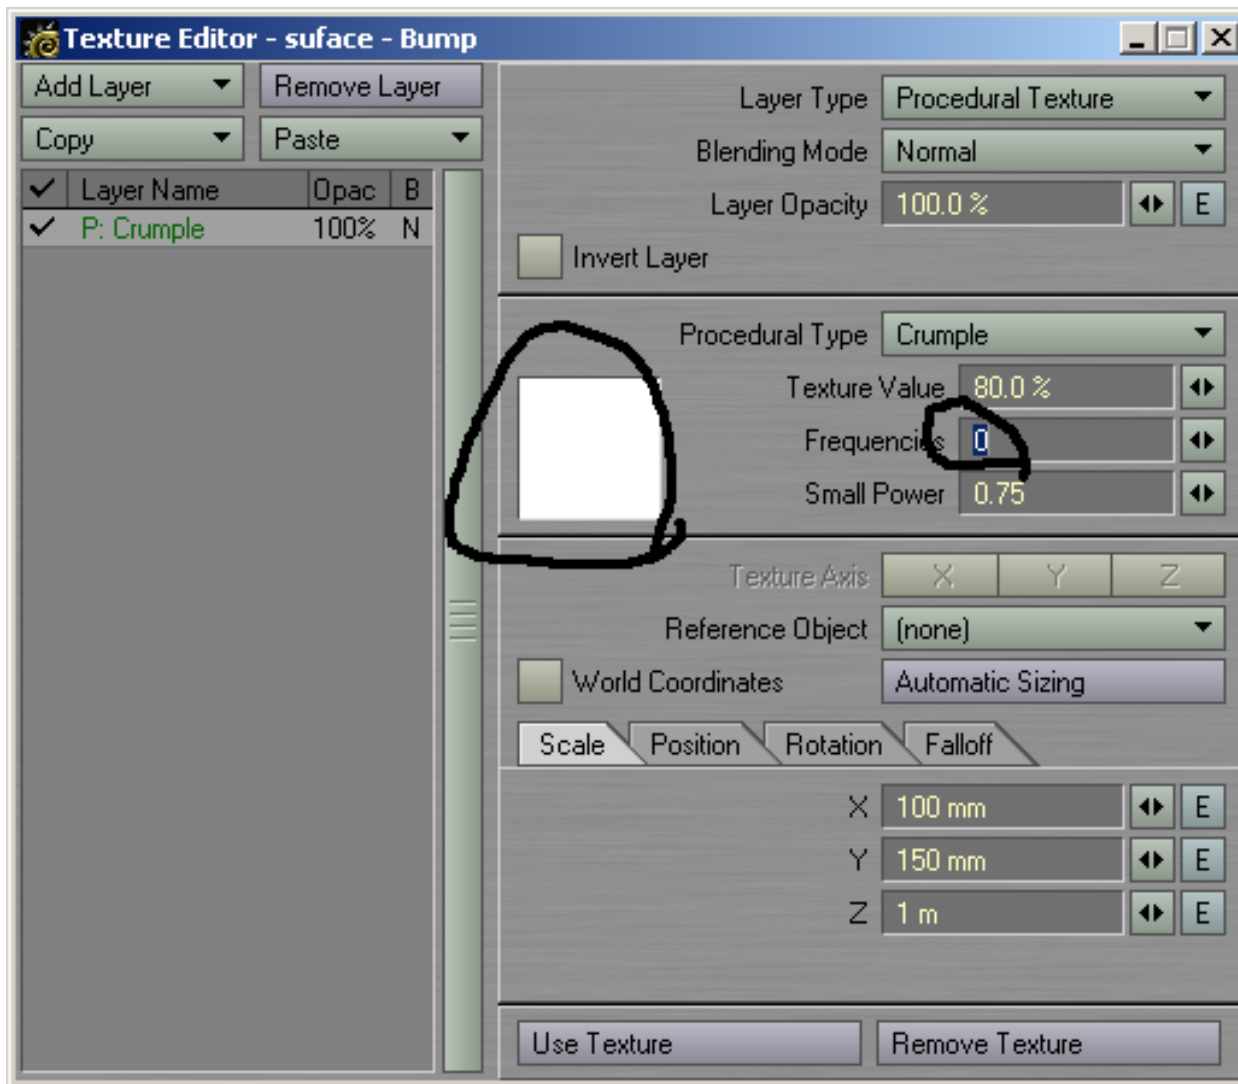 Texture Editor - suface - Bump
Add Layer Remove Layer
Copy Paste
Layer Name Opac B
P: Crumple 100% N
Layer Type Procedural Texture
Blending Mode Normal
Layer Opacity 100.0 % E
Invert Layer
Procedural Type Crumple
Texture Value 80.0 %
Frequencies 0
Small Power 0.75
Texture Axis X Y Z
Reference Object (none)
World Coordinates Automatic Sizing
Scale Position Rotation Falloff
X 100 mm E
Y 150 mm E
Z 1 m E
Use Texture Remove Texture